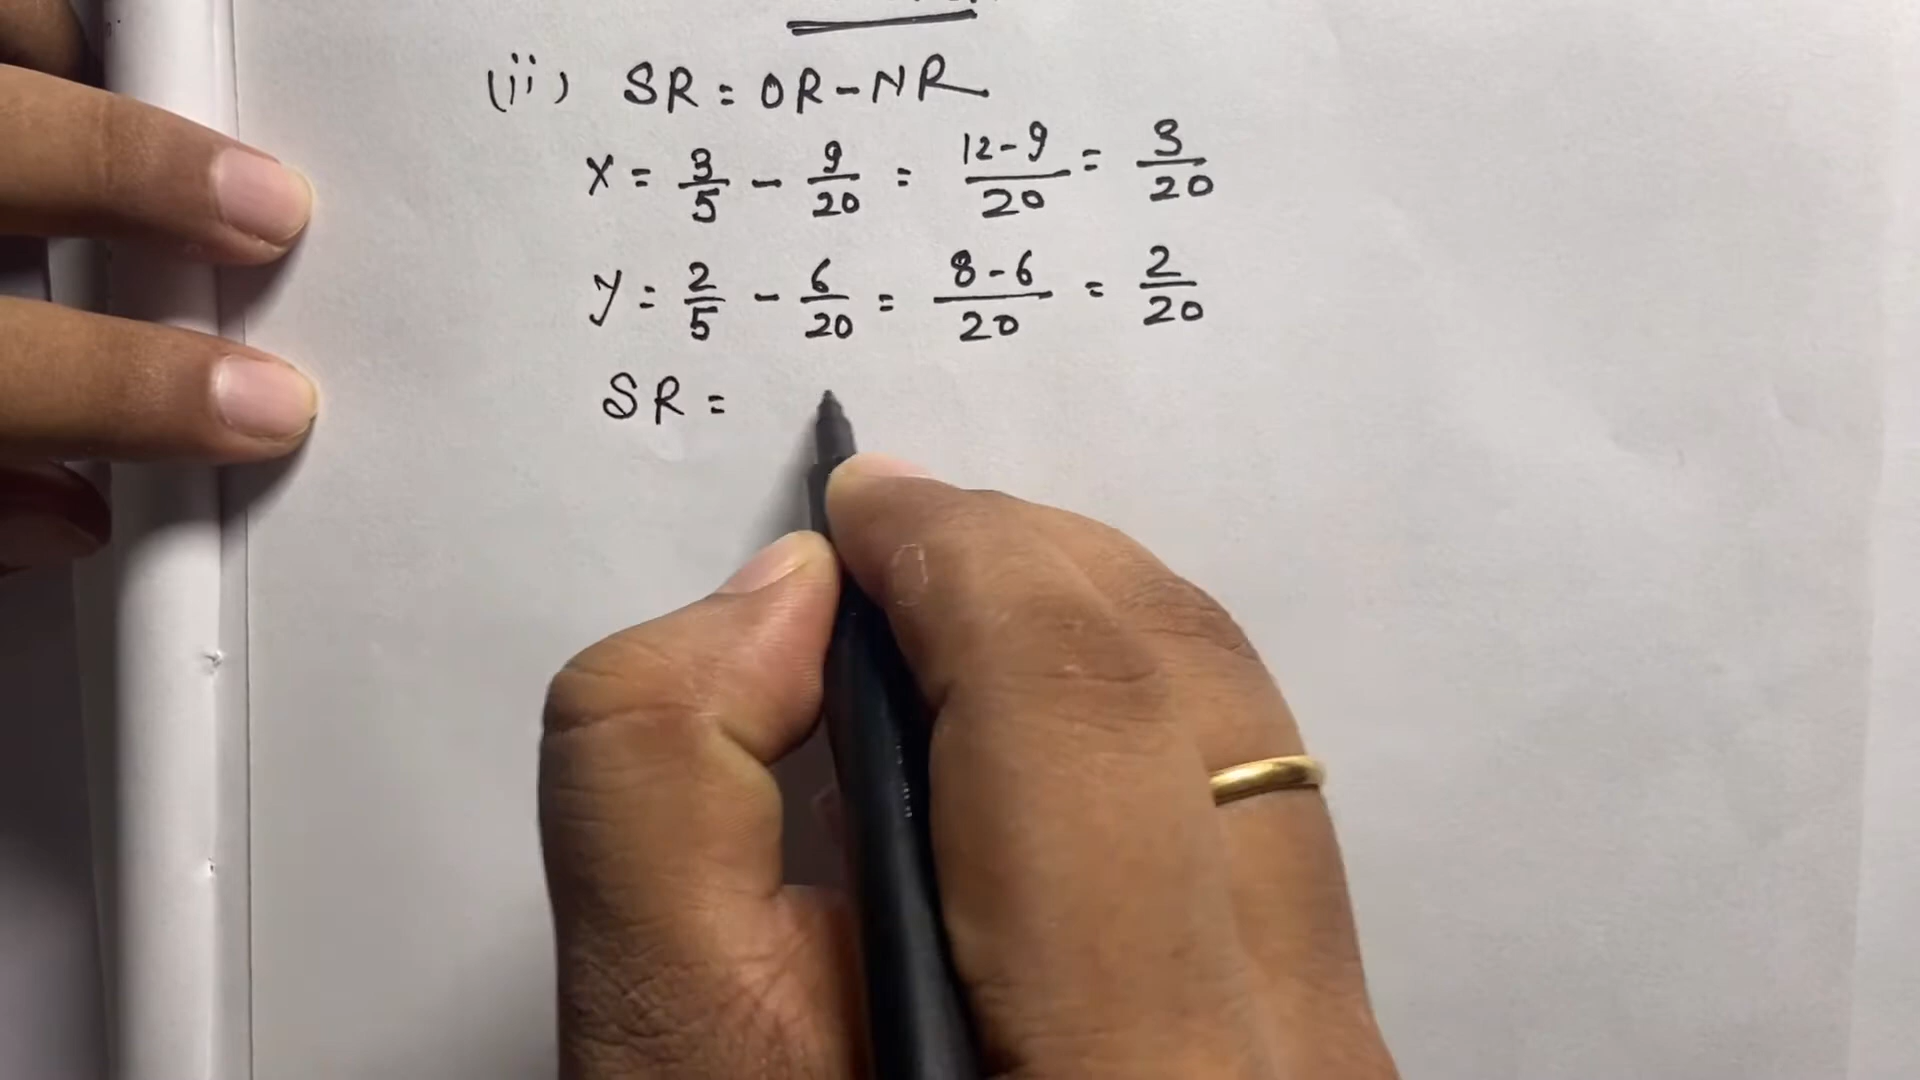 (ii) SR = OR - NR
X = 3/5 - 9/20 = 12-9/20 = 3/20
Y = 2/5 - 6/20 = 8-6/20 = 2/20
SR =